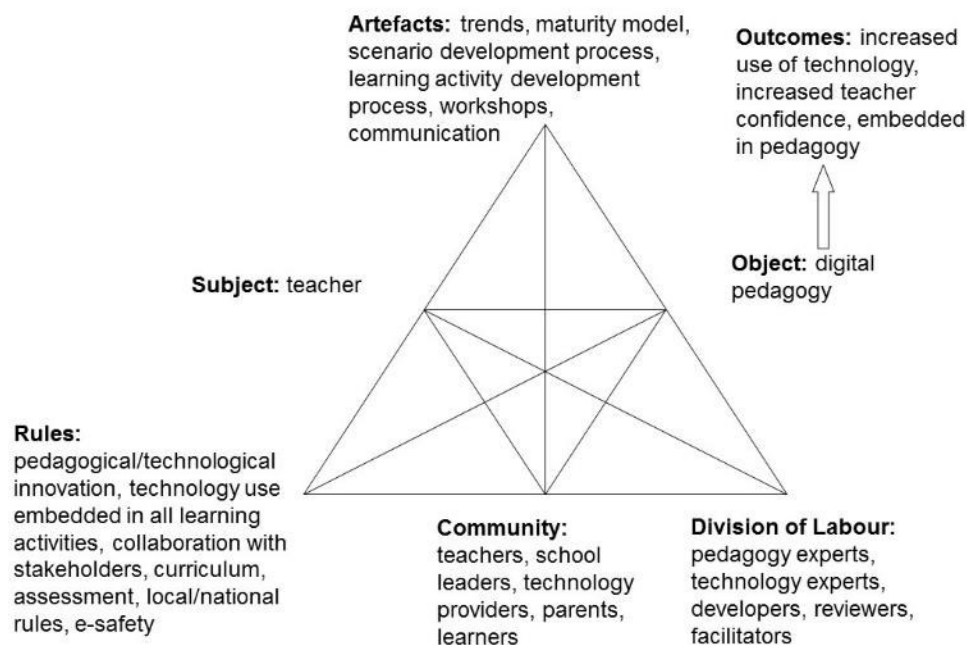 Artefacts: trends, maturity model,
scenario development process,
learning activity development
process, workshops,
communication
Outcomes: increased
use of technology,
increased teacher
confidence, embedded
in pedagogy
Subject: teacher
Object: digital
pedagogy
Rules:
pedagogical/technological
innovation, technology use
embedded in all learning
activities, collaboration with
stakeholders, curriculum,
assessment, local/national
rules, e-safety
Community:
teachers, school
leaders, technology
providers, parents,
learners
Division of Labour:
pedagogy experts,
technology experts,
developers, reviewers,
facilitators